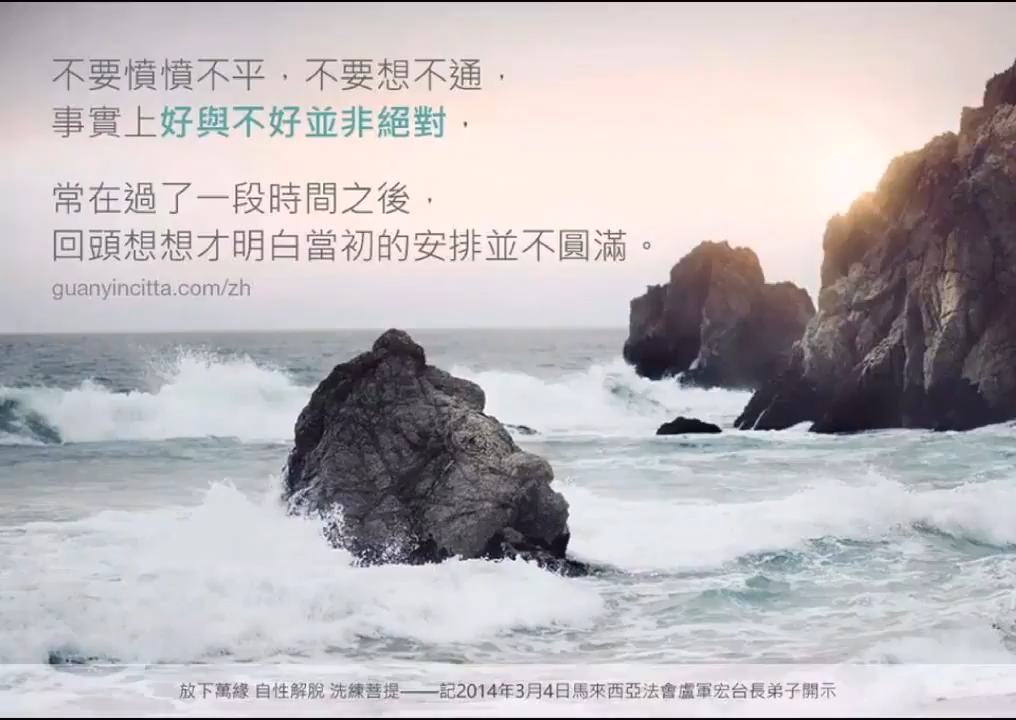 不要憤憤不平，不要想不通，
事實上好與不好並非絕對，
常在過了一段時間之後，
回頭想想才明白當初的安排並不圓滿。
guanyincitta.com/zh
放下萬緣 自性解脫 洗練菩提——記2014年3月4日馬來西亞法會盧軍宏台長弟子開示